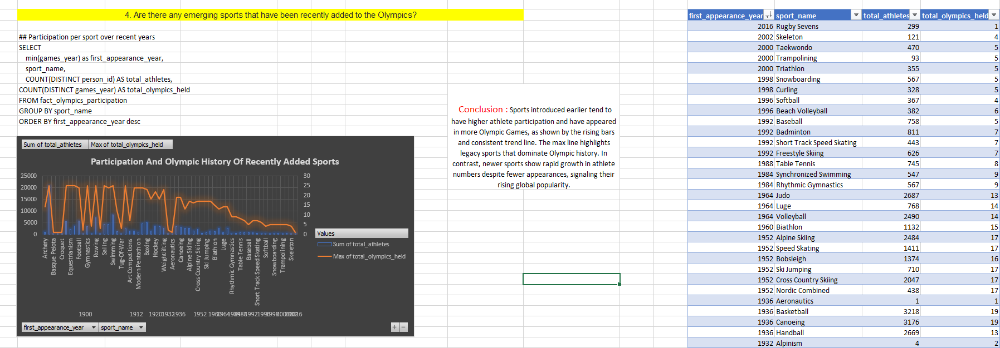 4. Are there any emerging sports that have been recently added to the Olympics?
## Participation per sport over recent years
SELECT
min(games_year) as first_appearance_year,
sport_name,
COUNT(DISTINCT person_id) AS total_athletes,
COUNT(DISTINCT games_year) AS total_olympics_held
FROM fact_olympics_participation
GROUP BY sport_name
ORDER BY first_appearance_year desc
Sum of total_athletes Max of total_olympics_held
Participation And Olympic History Of Recently Added Sports
25000
20000
15000
10000
5000
0
30
25
20
15
10
5
0
Archery
Basque Pelota
Croquet
Equestrianism
Football
Gymnastics
Rowing
Sailing
Swimming
Tug-Of-War
Art Competitions
Modern Pentathlon
Boxing
Hockey
Weightlifting
Aeronautics
Canoeing
Alpine Skiing
Cross Country Skiing
Ski Jumping
Biathlon
Luge
Rhythmic Gymnastics
Table Tennis
Baseball
Short Track Speed Skating
Softball
Snowboarding
Trampolining
Skeleton
1900 1912 1920 1932 1936 1952 1960 1964 1984 1988 1992 1996 1998 2000 2002 2016
Values
Sum of total_athletes
Max of total_olympics_held
first_appearance_year sport_name
+ −
Conclusion : Sports introduced earlier tend to
have higher athlete participation and have appeared
in more Olympic Games, as shown by the rising bars
and consistent trend line. The max line highlights
legacy sports that dominate Olympic history. In
contrast, newer sports show rapid growth in athlete
numbers despite fewer appearances, signaling their
rising global popularity.
first_appearance_year sport_name total_athletes total_olympics_held
2016 Rugby Sevens 299 1
2002 Skeleton 121 4
2000 Taekwondo 470 5
2000 Trampolining 93 5
2000 Triathlon 355 5
1998 Snowboarding 567 5
1998 Curling 328 5
1996 Softball 367 4
1996 Beach Volleyball 382 6
1992 Baseball 758 5
1992 Badminton 811 7
1992 Short Track Speed Skating 443 7
1992 Freestyle Skiing 626 7
1988 Table Tennis 745 8
1984 Synchronized Swimming 547 9
1984 Rhythmic Gymnastics 567 9
1964 Judo 2687 13
1964 Luge 768 14
1964 Volleyball 2490 14
1960 Biathlon 1132 15
1952 Alpine Skiing 2484 17
1952 Speed Skating 1411 17
1952 Bobsleigh 1374 16
1952 Ski Jumping 710 17
1952 Cross Country Skiing 2047 17
1952 Nordic Combined 438 17
1936 Aeronautics 1 1
1936 Basketball 3218 19
1936 Canoeing 3176 19
1936 Handball 2669 13
1932 Alpinism 4 2